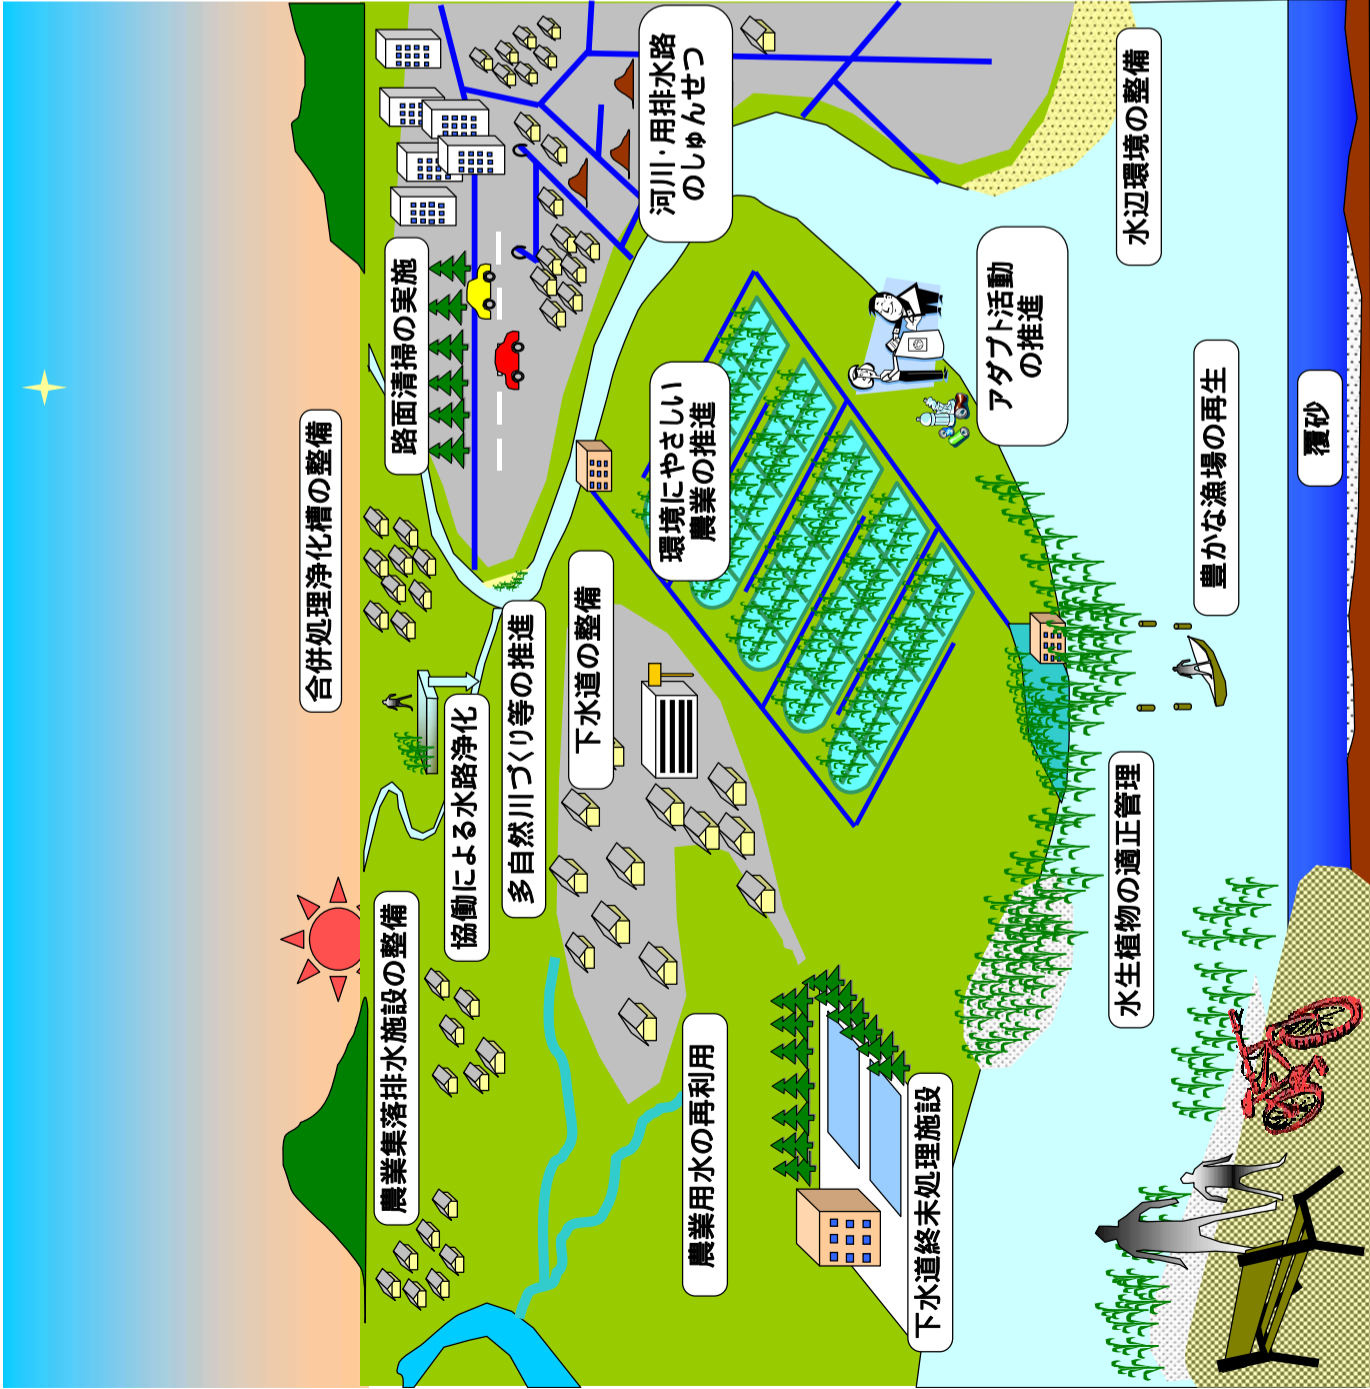 合併処理浄化槽の整備
農業集落排水施設の整備
路面清掃の実施
協働による水路浄化
多自然川づくり等の推進
下水道の整備
河川・用排水路
のしゅんせつ
環境にやさしい
農業の推進
農業用水の再利用
下水道終末処理施設
アダプト活動
の推進
水生植物の適正管理
水辺環境の整備
豊かな漁場の再生
覆砂